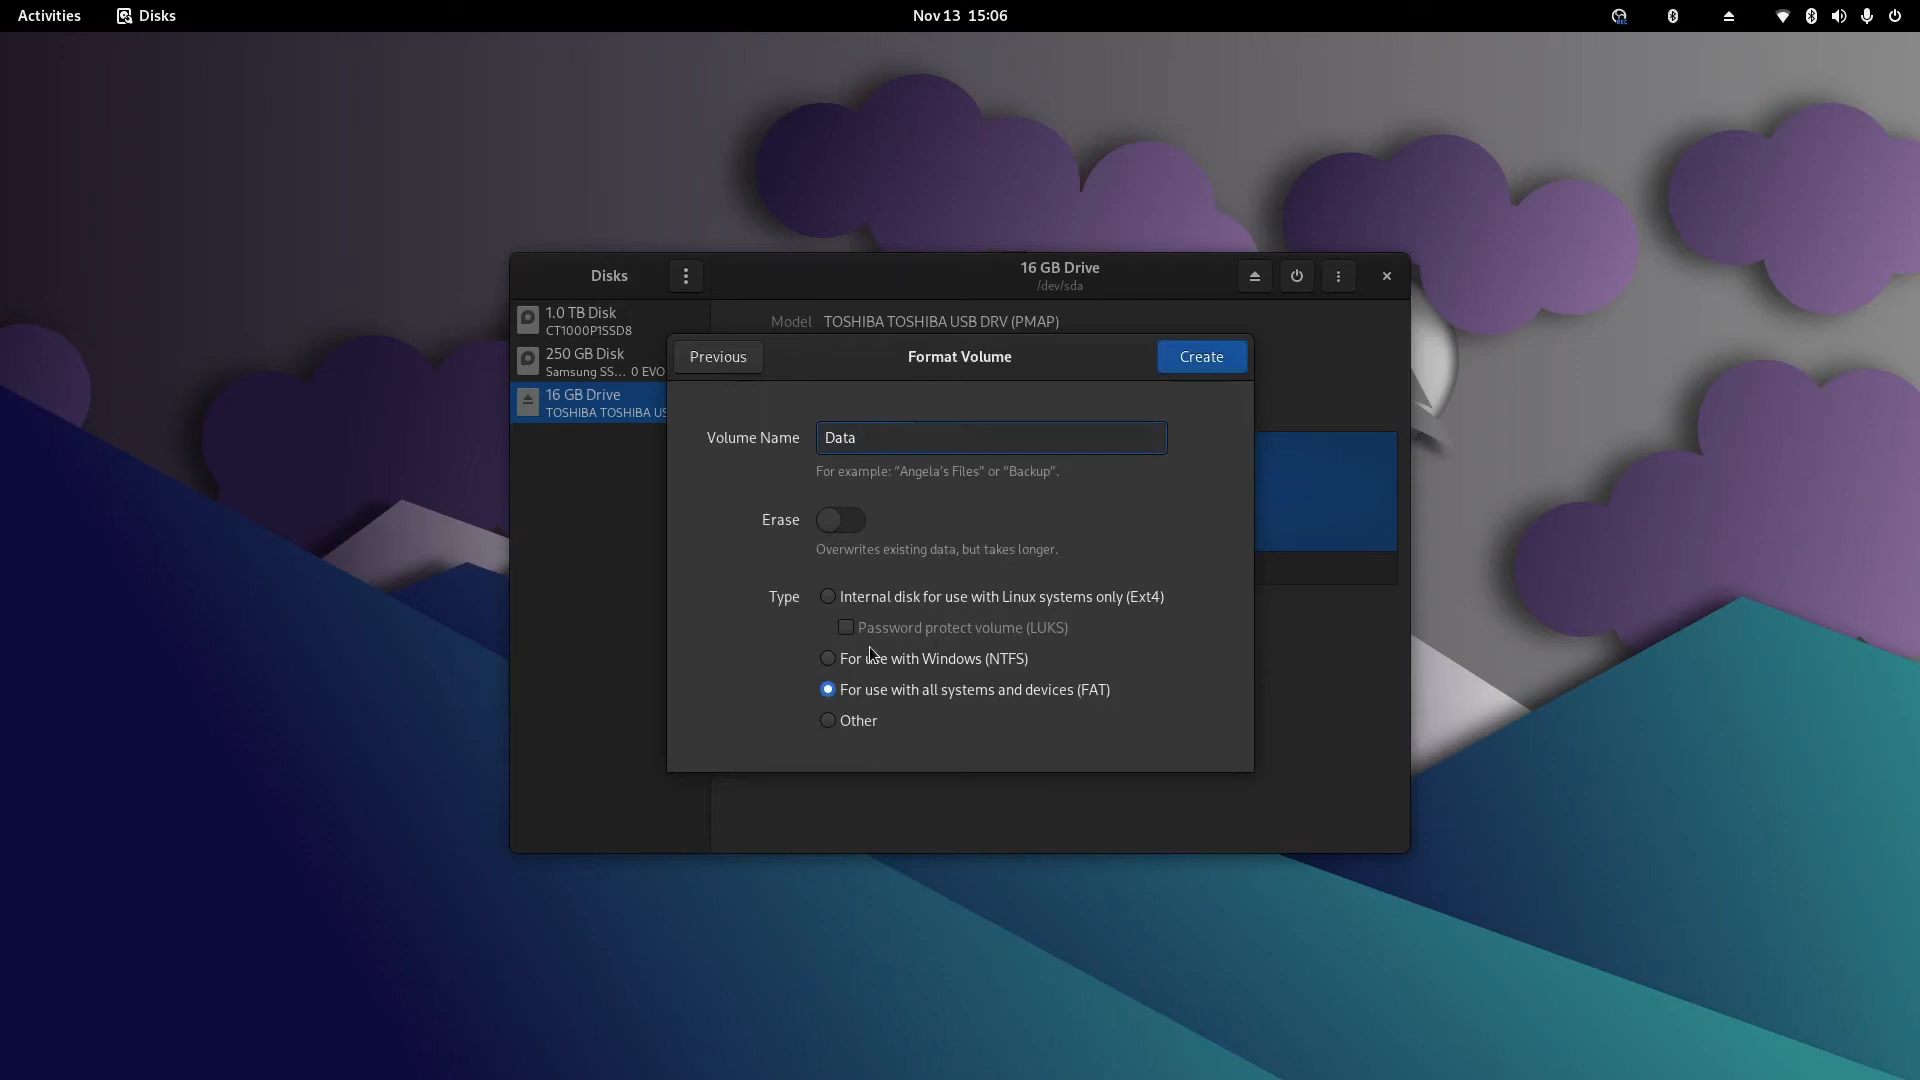 Activities
Disks
Nov 13 15:06
Disks
16 GB Drive
/dev/sda
1.0 TB Disk
CT1000P1SSD8
250 GB Disk
Samsung SS... 0 EVO
16 GB Drive
TOSHIBA TOSHIBA US
Model TOSHIBA TOSHIBA USB DRV (PMAP)
Previous
Format Volume
Create
Volume Name Data
For example: “Angela’s Files” or “Backup”.
Erase
Overwrites existing data, but takes longer.
Type Internal disk for use with Linux systems only (Ext4)
Password protect volume (LUKS)
For use with Windows (NTFS)
For use with all systems and devices (FAT)
Other